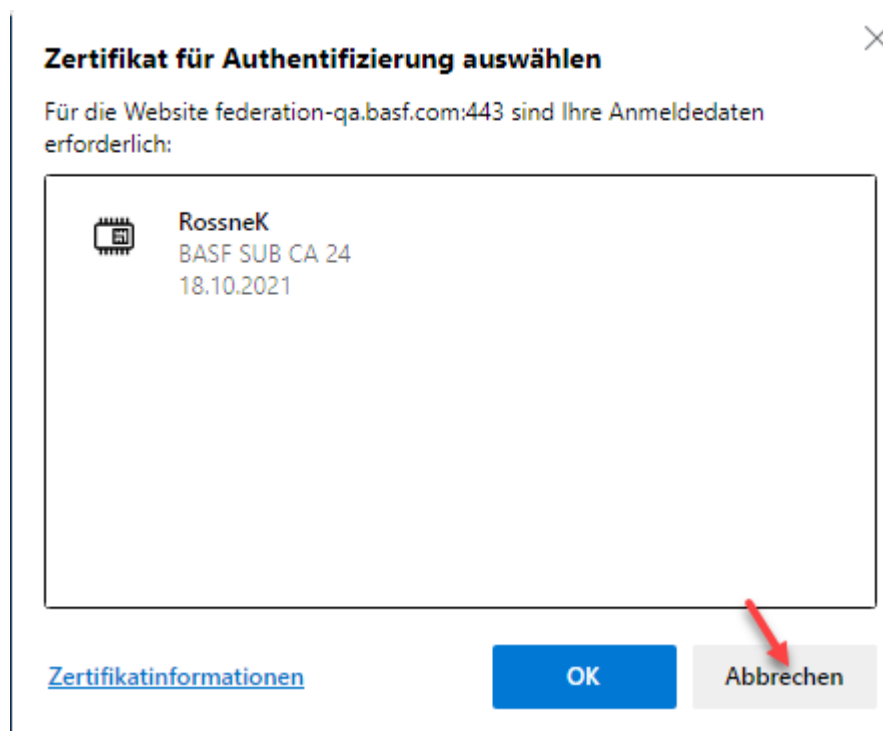 Zertifikat für Authentifizierung auswählen
Für die Website federation-qa.basf.com:443 sind Ihre Anmeldedaten
erforderlich:
RossneK
BASF SUB CA 24
18.10.2021
Zertifikatinformationen
OK
Abbrechen